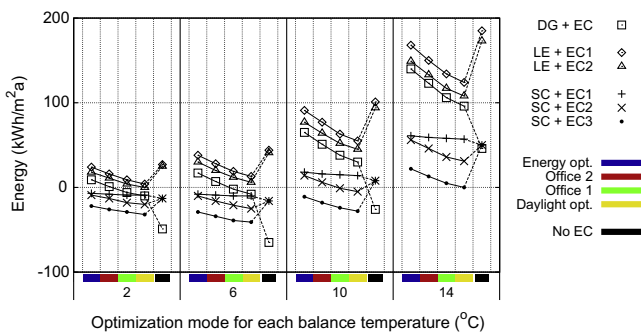 200
100
0
-100
Energy (kWh/m²a)
2
6
10
14
Optimization mode for each balance temperature (°C)
DG + EC
LE + EC1
LE + EC2
SC + EC1
SC + EC2
SC + EC3
Energy opt.
Office 2
Office 1
Daylight opt.
No EC